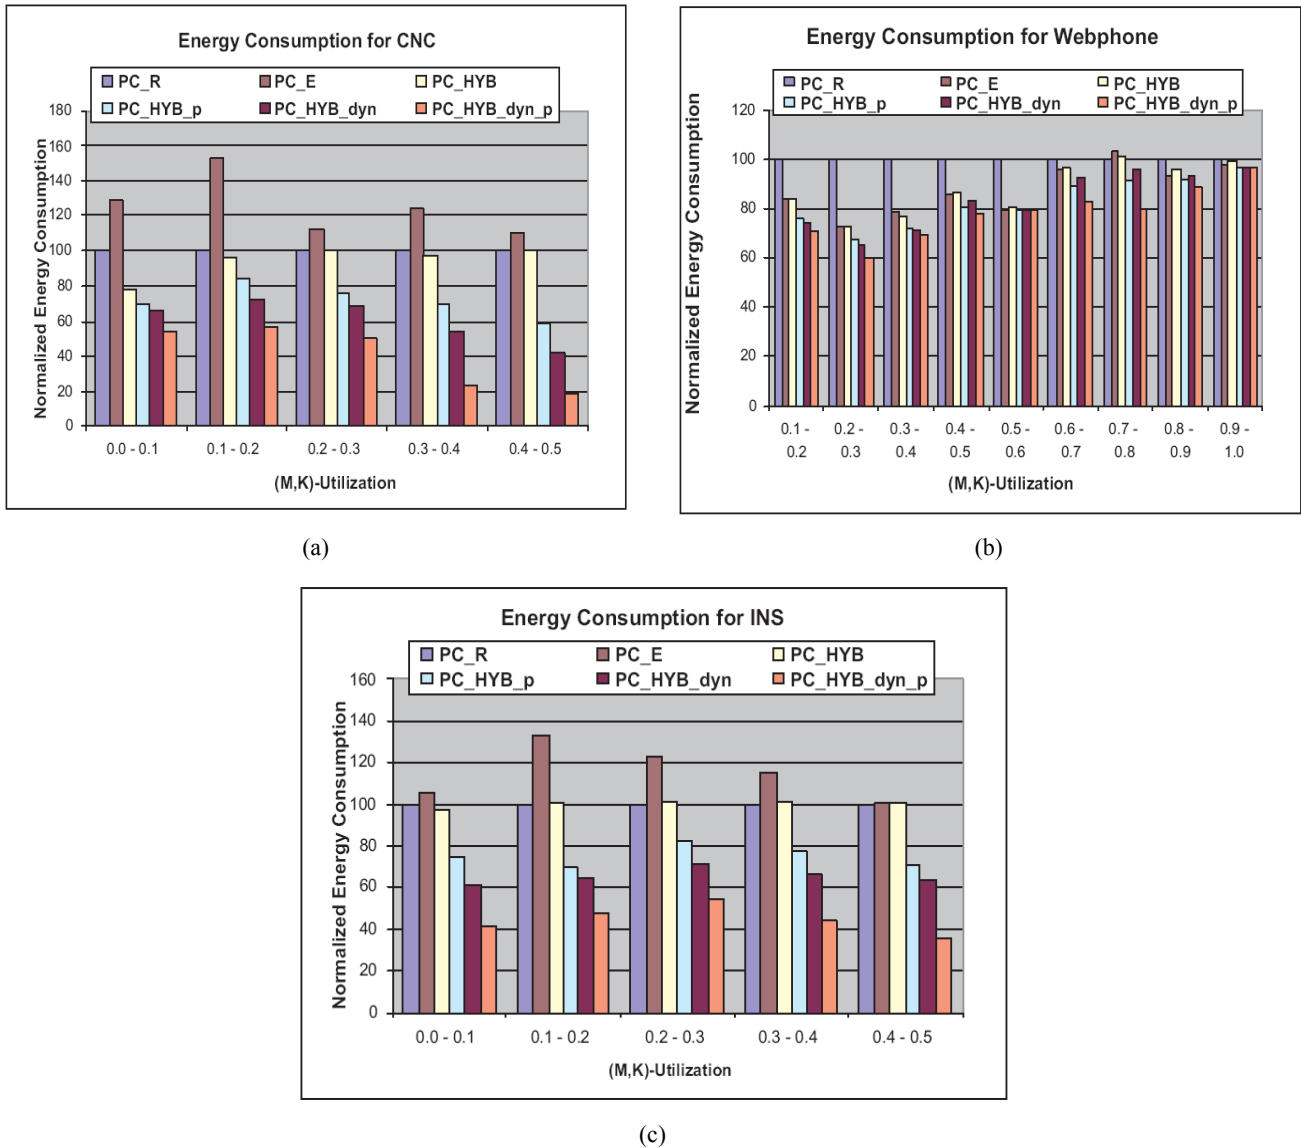 Energy Consumption for CNC
PC_R PC_E PC_HYB
PC_HYB_p PC_HYB_dyn PC_HYB_dyn_p
Normalized Energy Consumption
180
160
140
120
100
80
60
40
20
0
0.0 - 0.1 0.1 - 0.2 0.2 - 0.3 0.3 - 0.4 0.4 - 0.5
(M,K)-Utilization
(a)
Energy Consumption for Webphone
PC_R PC_E PC_HYB
PC_HYB_p PC_HYB_dyn PC_HYB_dyn_p
Normalized Energy Consumption
120
100
80
60
40
20
0
0.1 - 0.2 - 0.3 - 0.4 - 0.5 - 0.6 - 0.7 - 0.8 - 0.9 -
0.2 0.3 0.4 0.5 0.6 0.7 0.8 0.9 1.0
(M,K)-Utilization
(b)
Energy Consumption for INS
PC_R PC_E PC_HYB
PC_HYB_p PC_HYB_dyn PC_HYB_dyn_p
Normalized Energy Consumption
160
140
120
100
80
60
40
20
0
0.0 - 0.1 0.1 - 0.2 0.2 - 0.3 0.3 - 0.4 0.4 - 0.5
(M,K)-Utilization
(c)